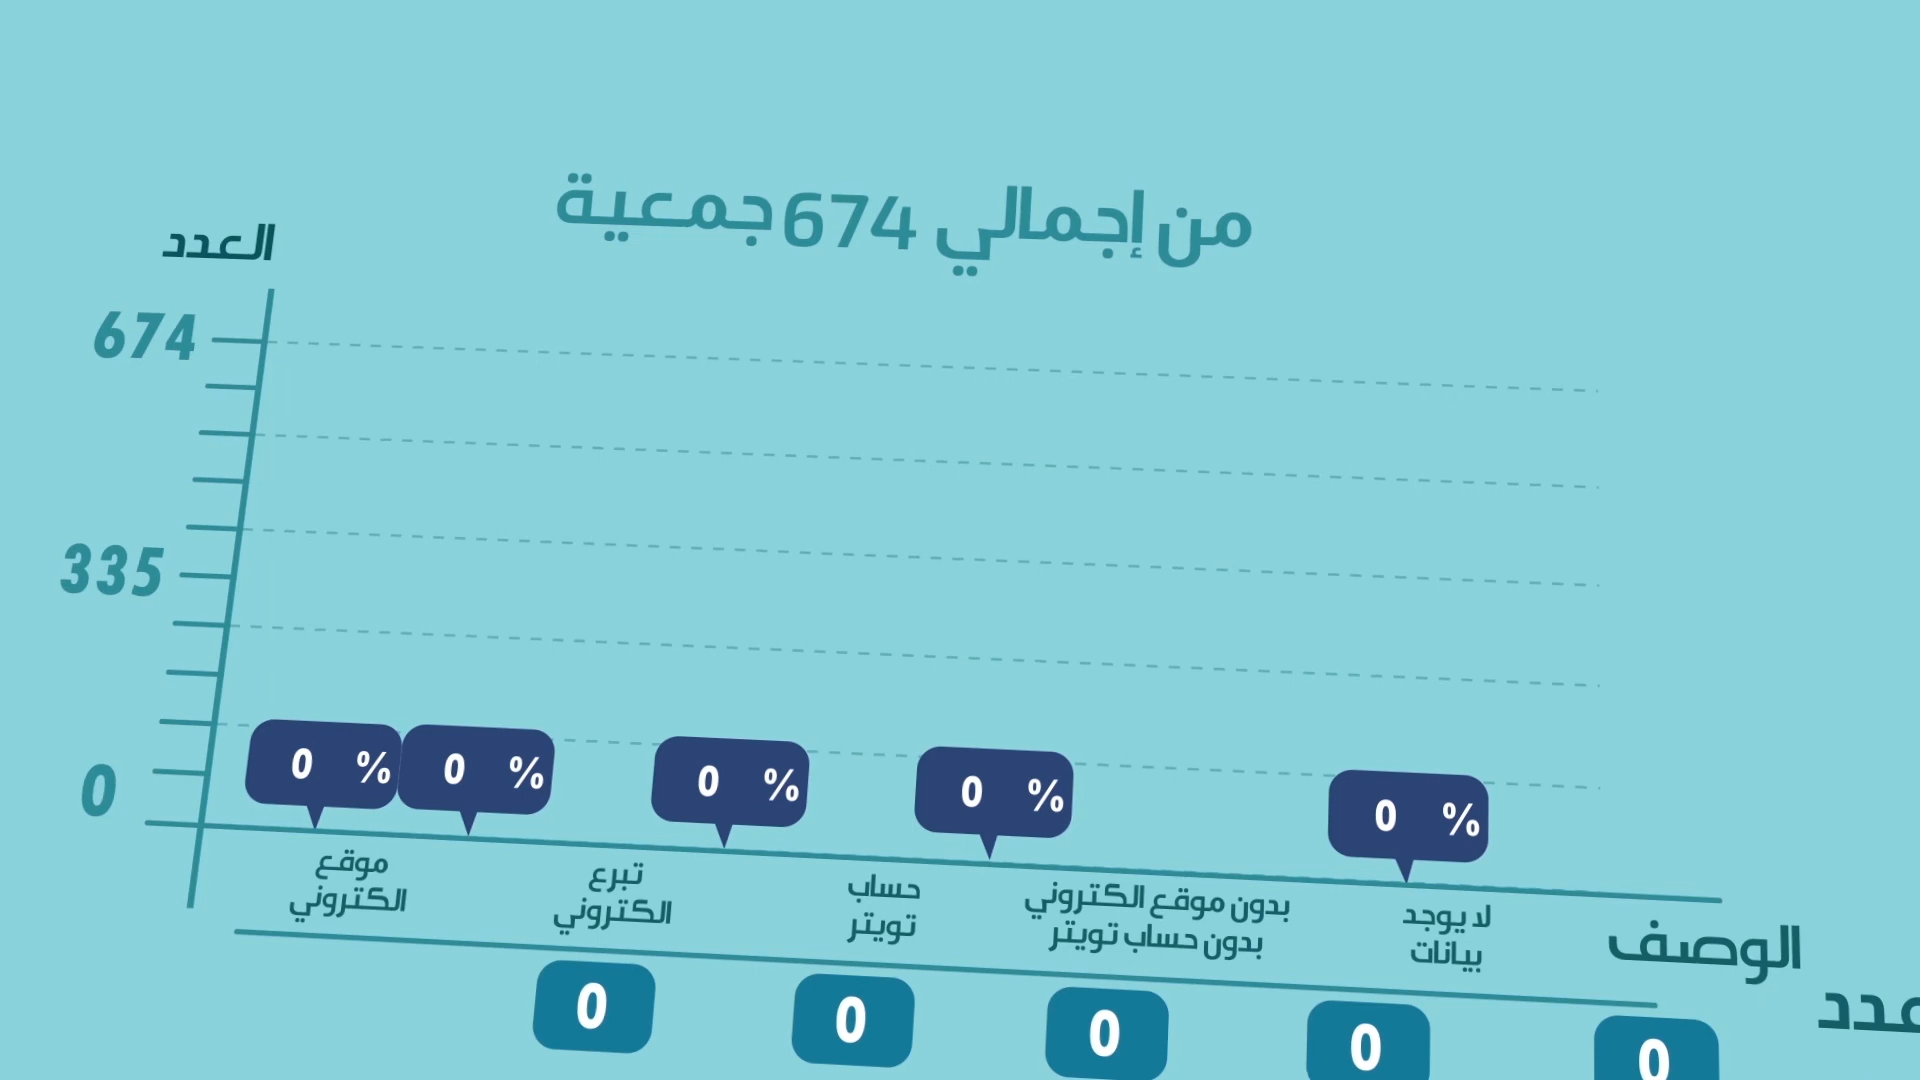 من إجمالي 674 جمعية
العدد
674
335
0
0 %
0 %
0 %
0 %
0 %
موقع
الكتروني
تبرع
الكتروني
حساب
تويتر
بدون موقع الكتروني
بدون حساب تويتر
لا يوجد
بيانات
الوصف
0
0
0
0
0